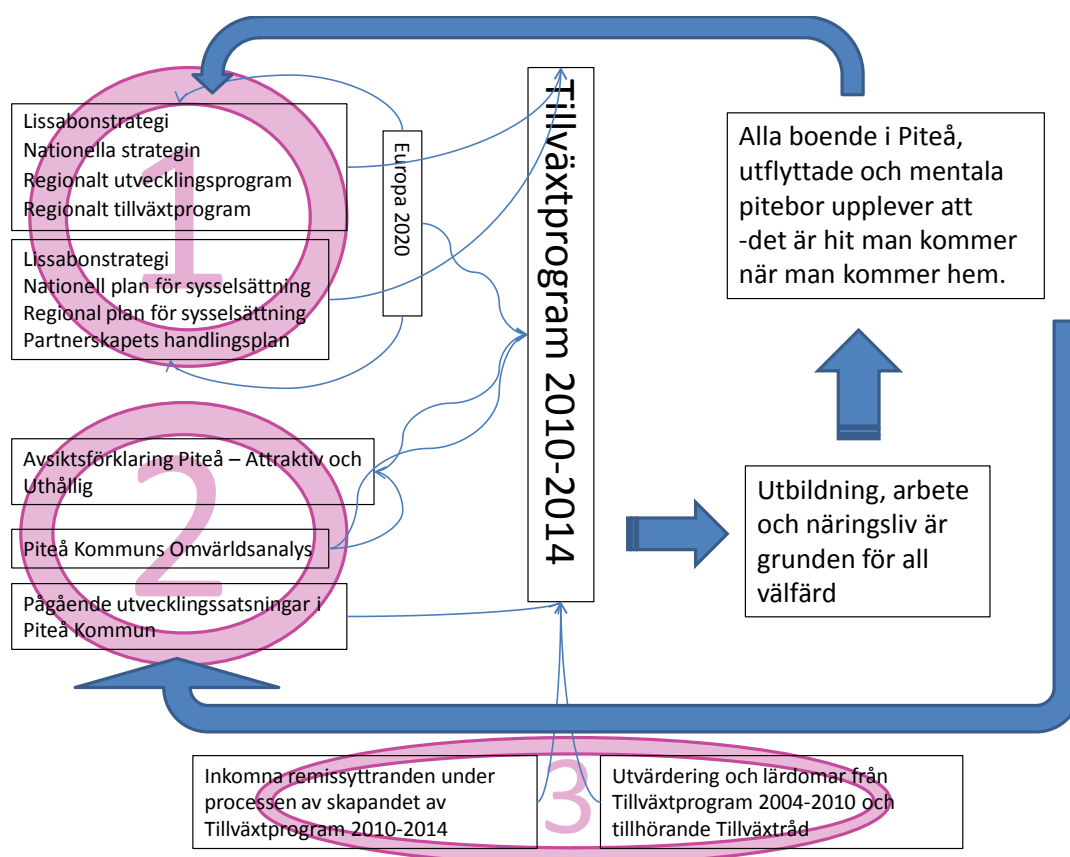 1
Lissabonstrategi
Nationella strategin
Regionalt utvecklingsprogram
Regionalt tillväxtprogram
Lissabonstrategi
Nationell plan för sysselsättning
Regional plan för sysselsättning
Partnerskapets handlingsplan
Europa 2020
2
Avsiktsförklaring Piteå – Attraktiv och
Uthållig
Piteå Kommuns Omvärldsanalys
Pågående utvecklingssatsningar i
Piteå Kommun
Tillväxtprogram 2010-2014
Alla boende i Piteå,
utflyttade och mentala
pitebor upplever att
-det är hit man kommer
när man kommer hem.
Utbildning, arbete
och näringsliv är
grunden för all
välfärd
3
Inkomna remissyttranden under
processen av skapandet av
Tillväxtprogram 2010-2014
Utvärdering och lärdomar från
Tillväxtprogram 2004-2010 och
tillhörande Tillväxtråd